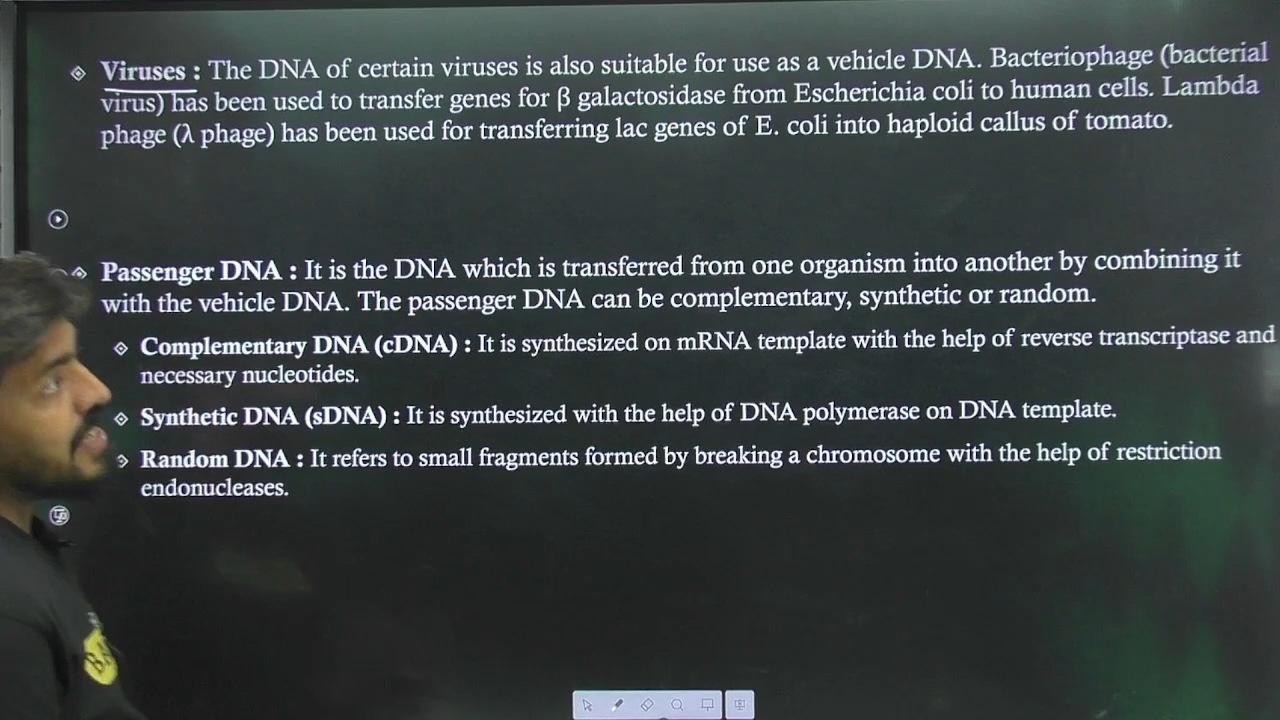 Viruses : The DNA of certain viruses is also suitable for use as a vehicle DNA. Bacteriophage (bacterial
virus) has been used to transfer genes for β galactosidase from Escherichia coli to human cells. Lambda
phage (λ phage) has been used for transferring lac genes of E. coli into haploid callus of tomato.
Passenger DNA : It is the DNA which is transferred from one organism into another by combining it
with the vehicle DNA. The passenger DNA can be complementary, synthetic or random.
Complementary DNA (cDNA) : It is synthesized on mRNA template with the help of reverse transcriptase and
necessary nucleotides.
Synthetic DNA (sDNA) : It is synthesized with the help of DNA polymerase on DNA template.
Random DNA : It refers to small fragments formed by breaking a chromosome with the help of restriction
endonucleases.